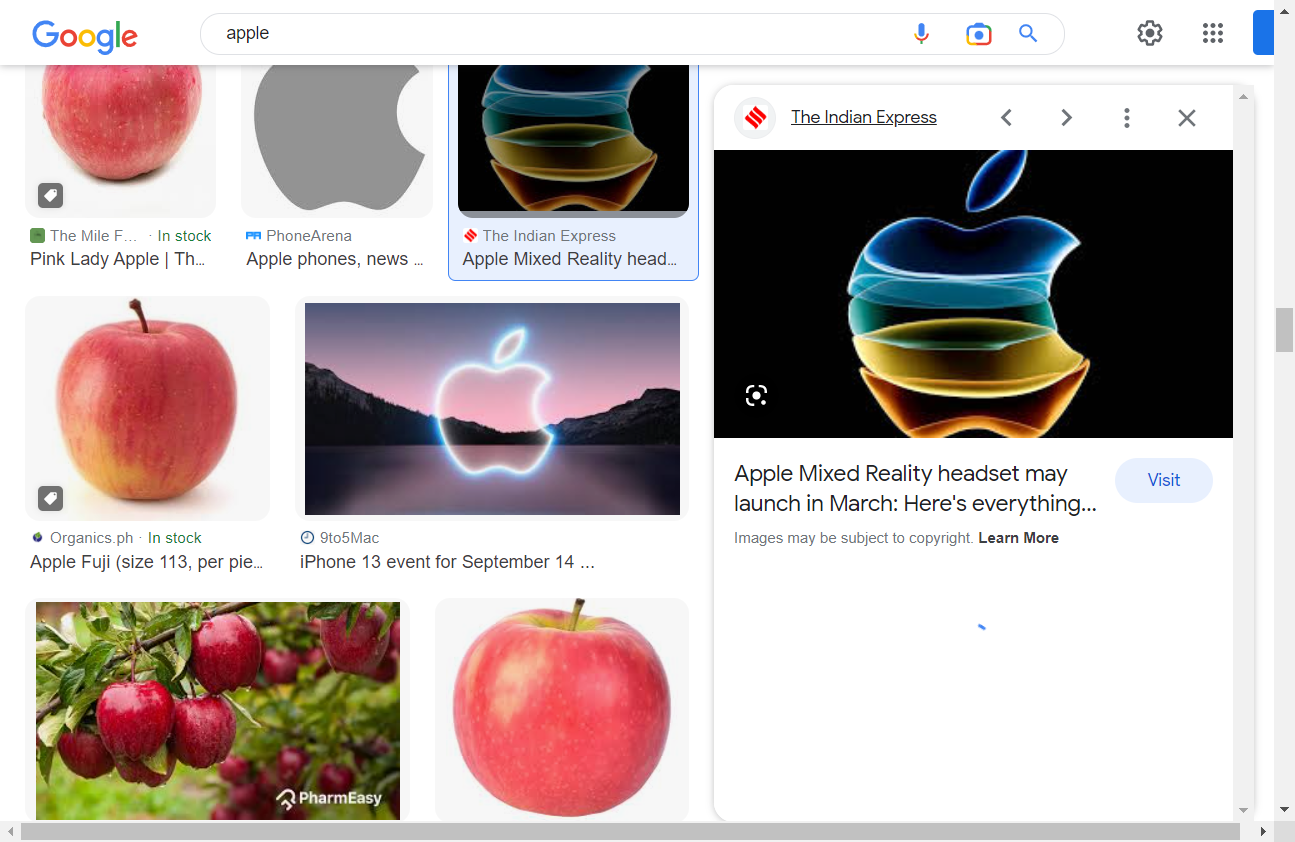 Google
apple
The Mile F... · In stock
Pink Lady Apple | Th...
PhoneArena
Apple phones, news ...
The Indian Express
Apple Mixed Reality head...
Organics.ph · In stock
Apple Fuji (size 113, per pie...
9to5Mac
iPhone 13 event for September 14 ...
PharmEasy
The Indian Express
Apple Mixed Reality headset may
launch in March: Here's everything...
Visit
Images may be subject to copyright. Learn More